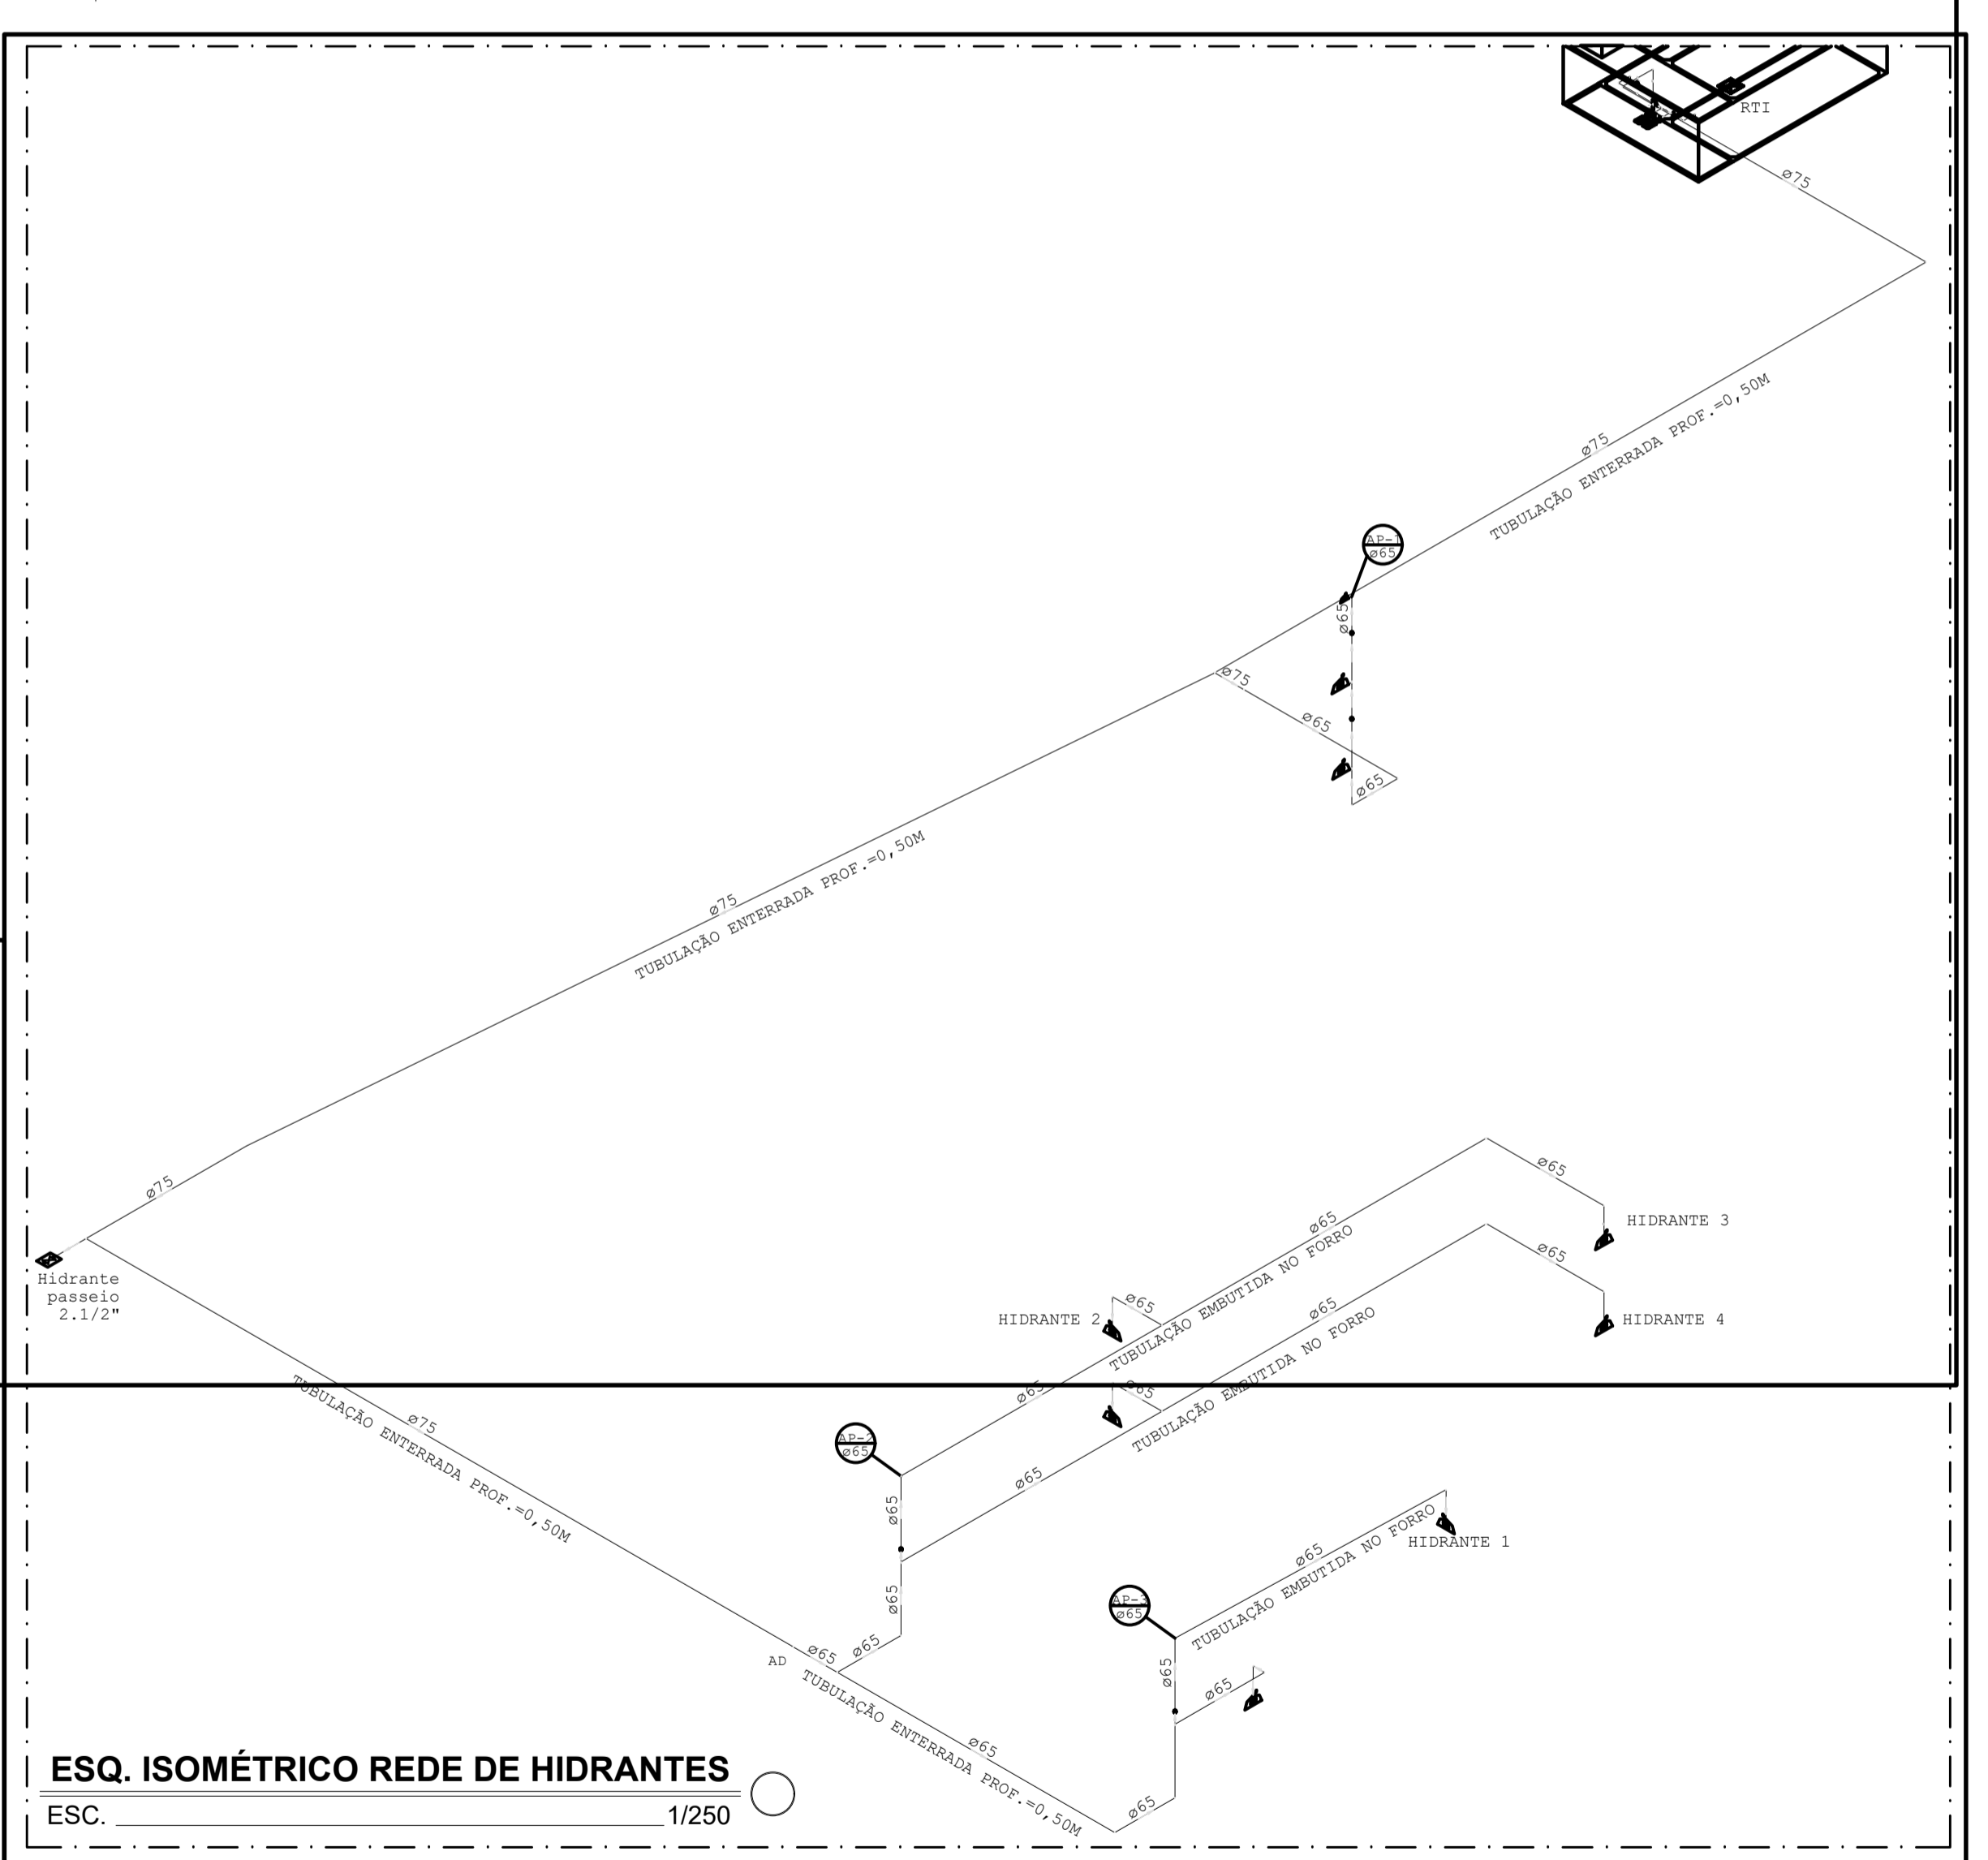 RTI
ø75
ø75
TUBULAÇÃO ENTERRADA PROF.=0,50M
AP-1
ø65
ø65
ø75
ø65
ø65
ø75
TUBULAÇÃO ENTERRADA PROF.=0,50M
ø75
Hidrante
passeio
2.1/2"
ø65
HIDRANTE 3
ø65
TUBULAÇÃO EMBUTIDA NO FORRO
ø65
HIDRANTE 2
ø65
HIDRANTE 4
ø65
ø65
TUBULAÇÃO EMBUTIDA NO FORRO
ø65
ø65
TUBULAÇÃO ENTERRADA PROF.=0,50M
ø75
AP-2
ø65
ø65
ø65
ø65
TUBULAÇÃO EMBUTIDA NO FORRO
HIDRANTE 1
ø65
AP-3
ø65
ø65
ø65
ø65
ø65
AD
TUBULAÇÃO ENTERRADA PROF.=0,50M
ø65
ø65
ESQ. ISOMÉTRICO REDE DE HIDRANTES
ESC. 1/250